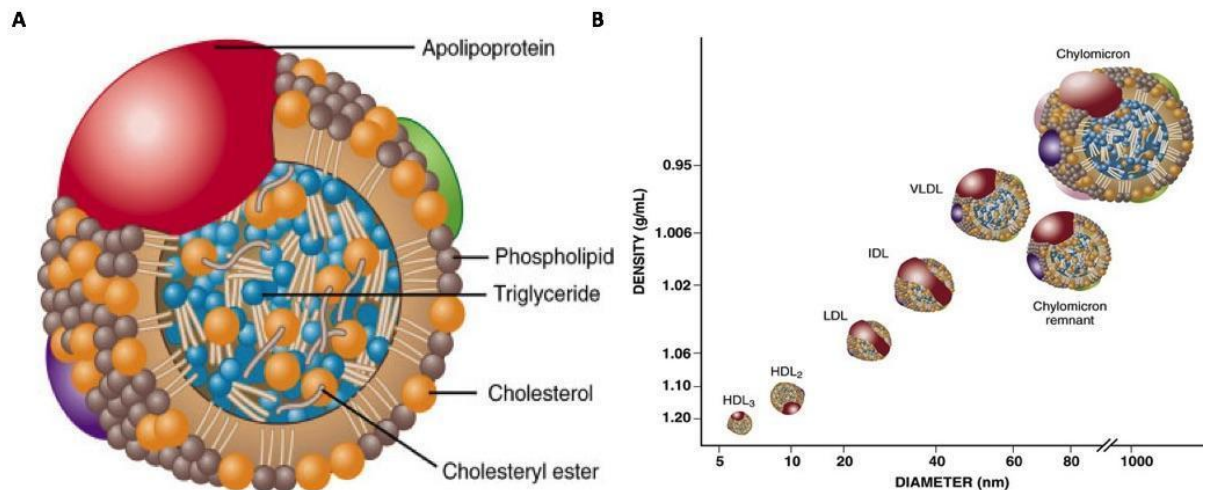 A
Apolipoprotein
Phospholipid
Triglyceride
Cholesterol
Cholesteryl ester
B
Chylomicron
VLDL
Chylomicron
remnant
IDL
LDL
HDL₂
HDL₃
DENSITY (g/mL)
0.95
1.006
1.02
1.06
1.10
1.20
5 10 20 40 60 80 1000
DIAMETER (nm)